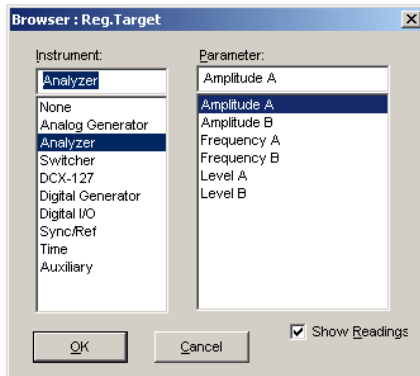 Browser : Reg.Target
Instrument:
Parameter:
Analyzer
Amplitude A
None
Analog Generator
Analyzer
Switcher
DCX-127
Digital Generator
Digital I/O
Sync/Ref
Time
Auxiliary
Amplitude A
Amplitude B
Frequency A
Frequency B
Level A
Level B
Show Readings
OK
Cancel